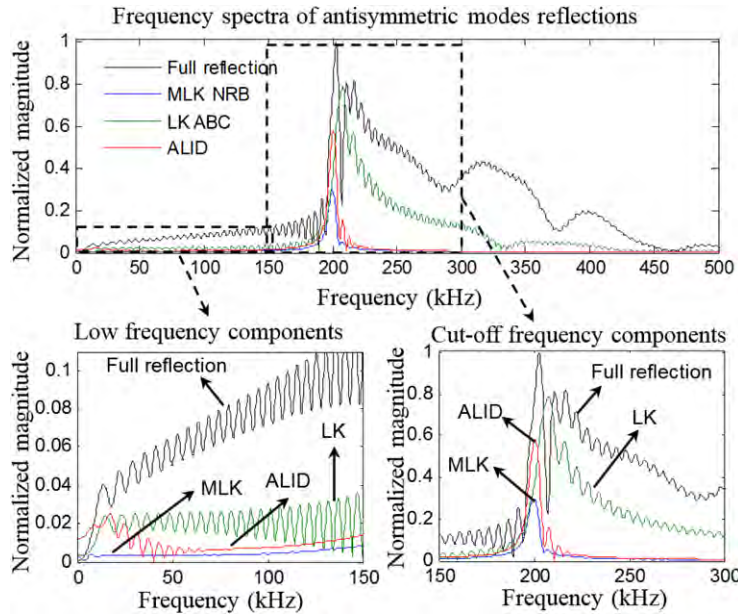 Frequency spectra of antisymmetric modes reflections
Normalized magnitude
1
0.8
0.6
0.4
0.2
0
Full reflection
MLK NRB
LK ABC
ALID
0 50 100 150 200 250 300 350 400 450 500
Frequency (kHz)
Low frequency components
Normalized magnitude
0.1
0.08
0.06
0.04
0.02
0
Full reflection
LK
MLK
ALID
0 50 100 150
Frequency (kHz)
Cut-off frequency components
Normalized magnitude
1
0.8
0.6
0.4
0.2
0
Full reflection
ALID
LK
MLK
150 200 250 300
Frequency (kHz)